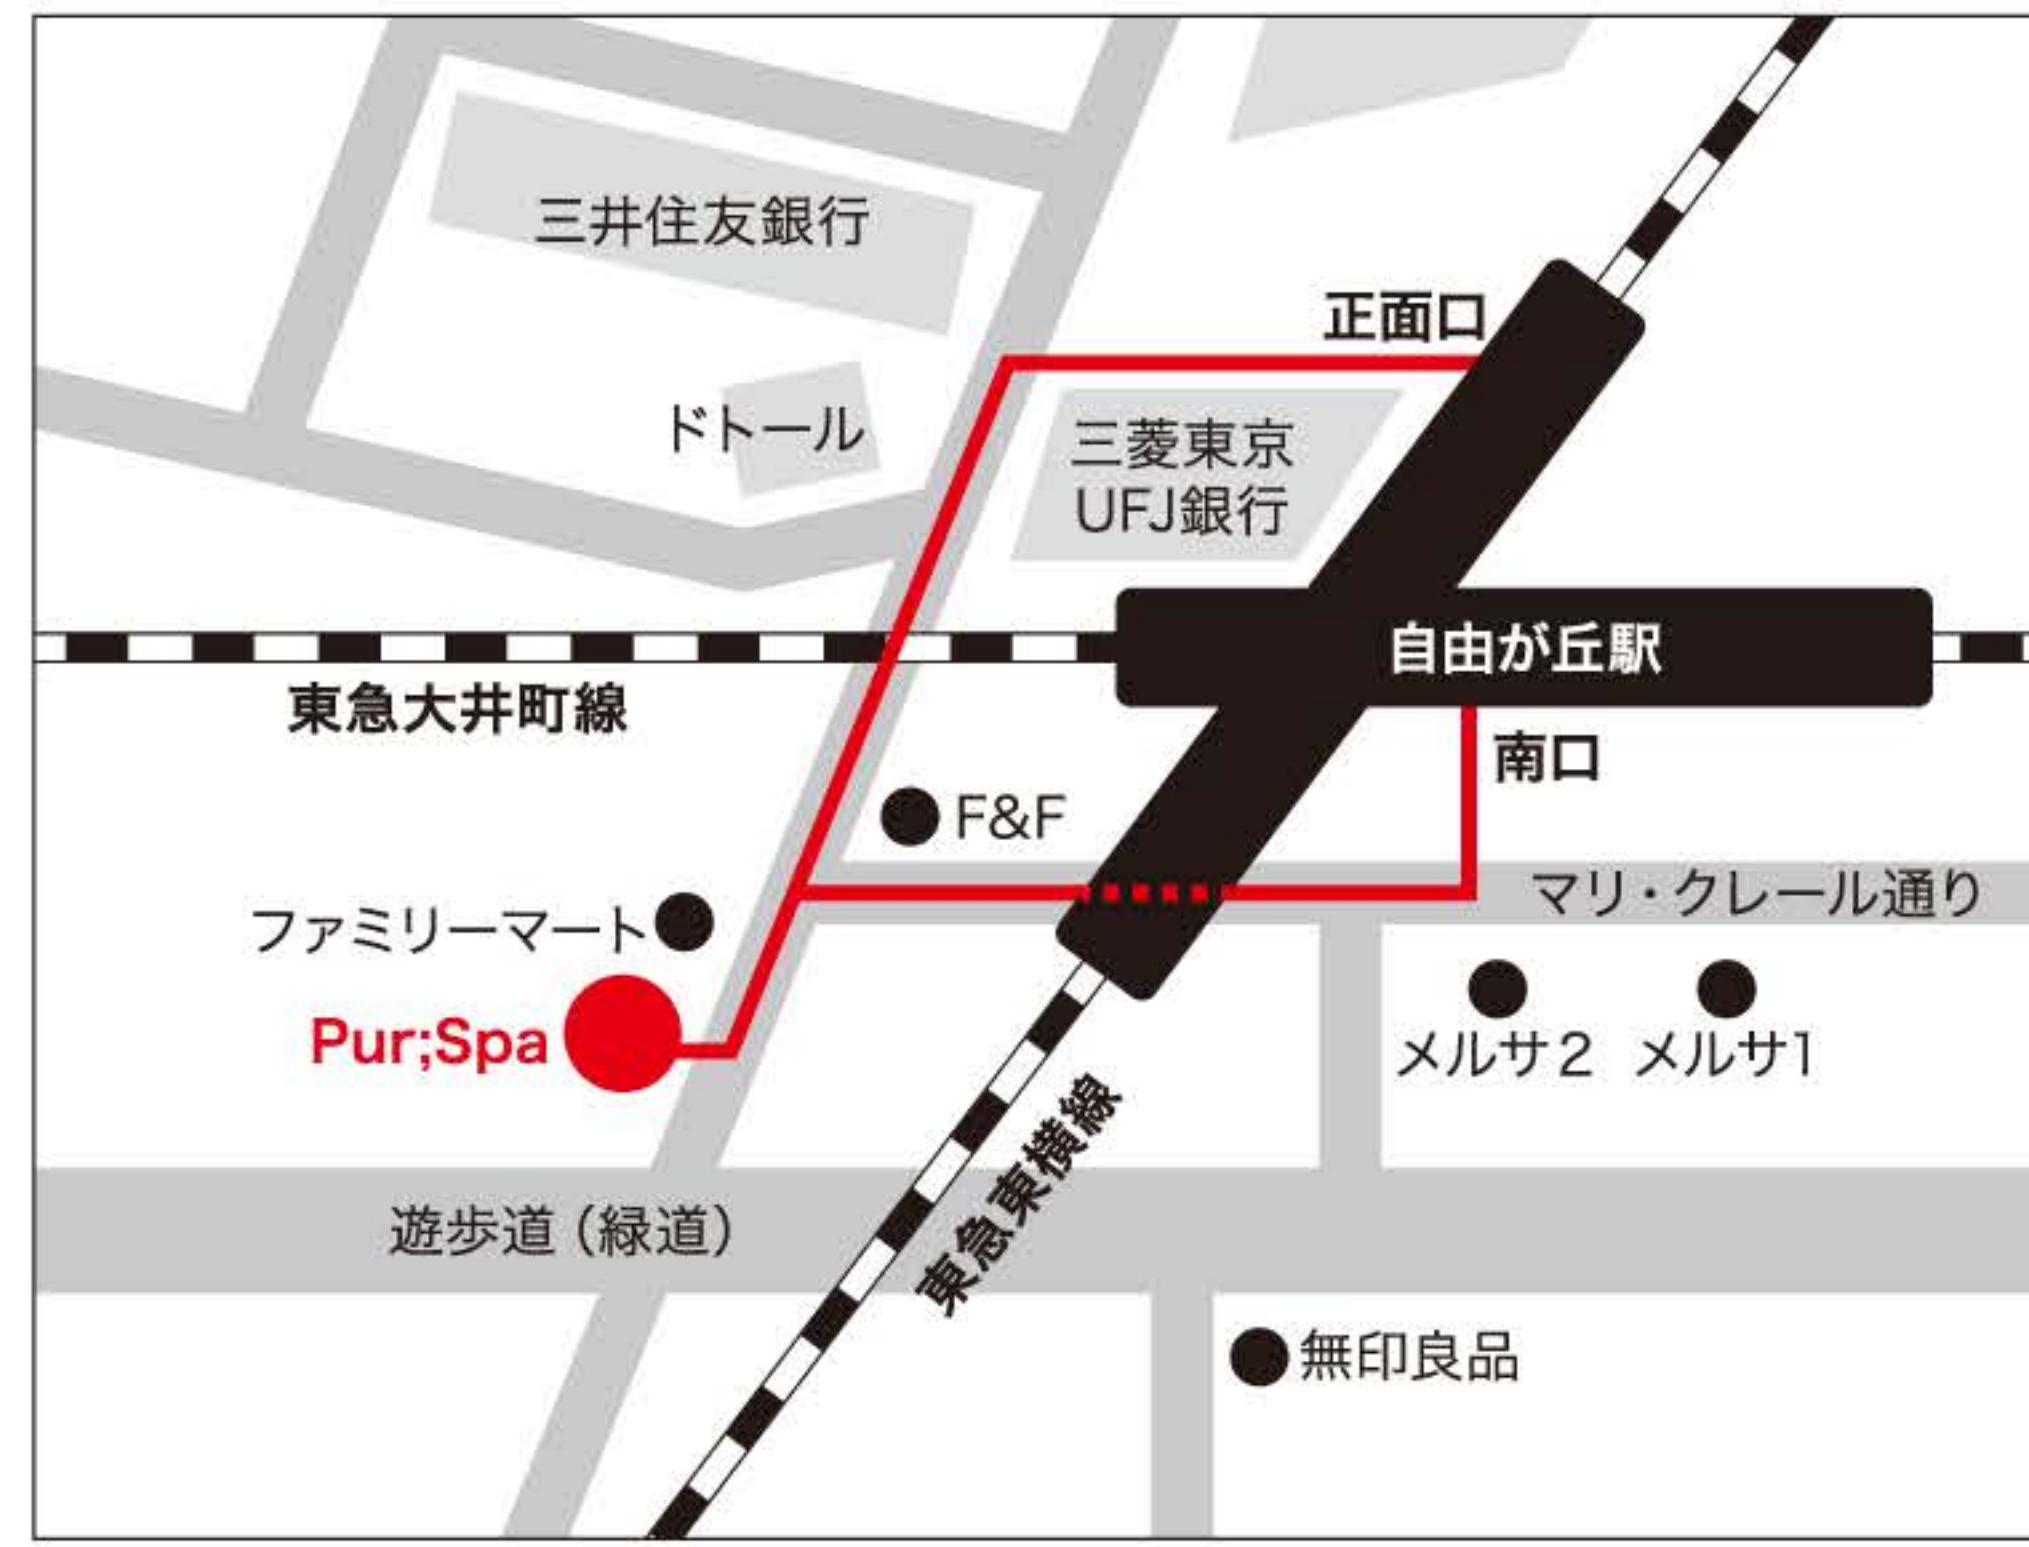 三井住友銀行
正面口
ドトール
三菱東京
UFJ銀行
自由が丘駅
東急大井町線
南口
F&F
マリ・クレール通り
ファミリーマート
Pur;Spa
メルサ2
メルサ1
東急東横線
遊歩道(緑道)
無印良品